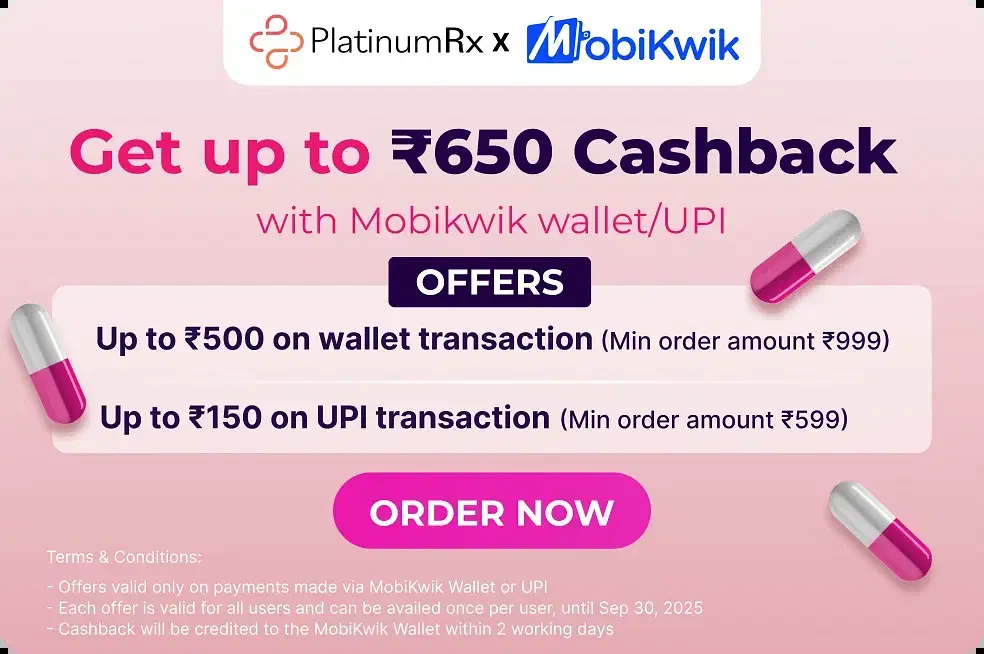 PlatinumRx x MobiKwik
Get up to ₹650 Cashback
with Mobikwik wallet/UPI
OFFERS
Up to ₹500 on wallet transaction (Min order amount ₹999)
Up to ₹150 on UPI transaction (Min order amount ₹599)
ORDER NOW
Terms & Conditions:
- Offers valid only on payments made via MobiKwik Wallet or UPI
- Each offer is valid for all users and can be availed once per user, until Sep 30, 2025
- Cashback will be credited to the MobiKwik Wallet within 2 working days